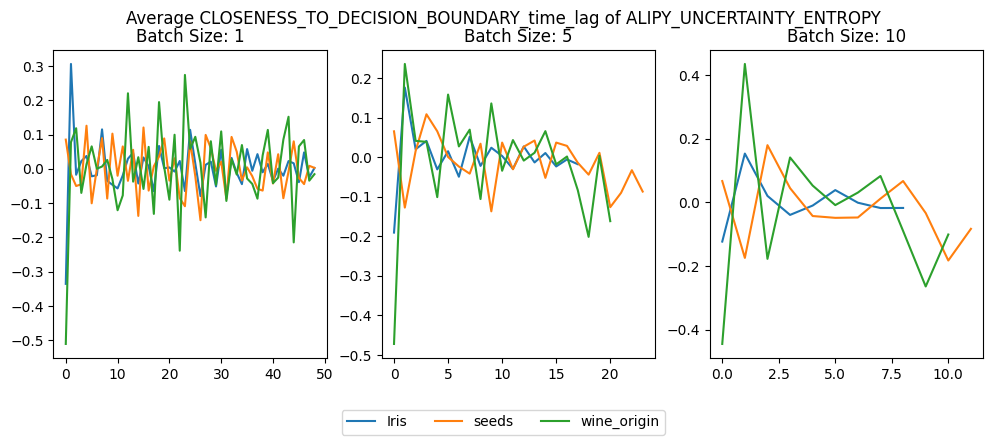 Average CLOSENESS_TO_DECISION_BOUNDARY_time_lag of ALIPY_UNCERTAINTY_ENTROPY
Batch Size: 1
0.3
0.2
0.1
0.0
−0.1
−0.2
−0.3
−0.4
−0.5
0 10 20 30 40 50
Batch Size: 5
0.2
0.1
0.0
−0.1
−0.2
−0.3
−0.4
−0.5
0 5 10 15 20
Batch Size: 10
0.4
0.2
0.0
−0.2
−0.4
0.0 2.5 5.0 7.5 10.0
Iris seeds wine_origin